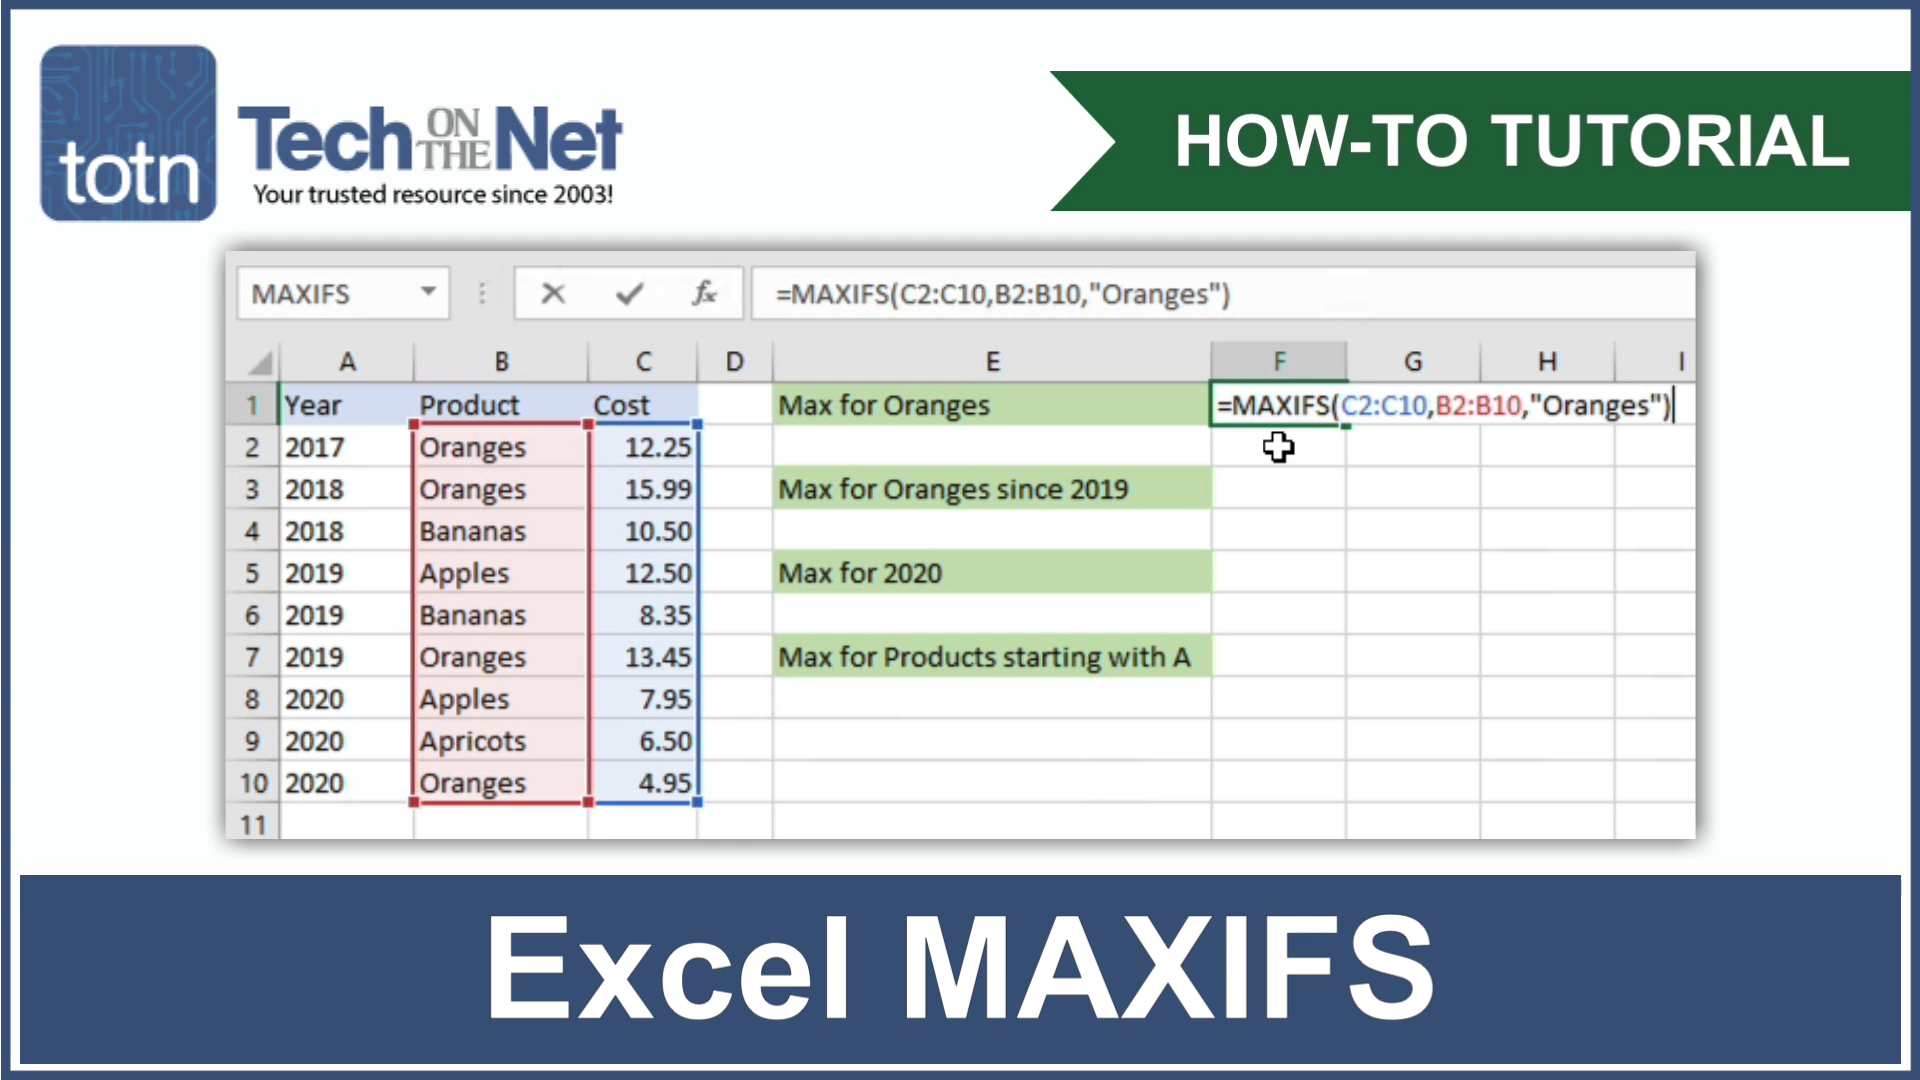 totn
Tech ON THE Net
Your trusted resource since 2003!
HOW-TO TUTORIAL
MAXIFS fx =MAXIFS(C2:C10,B2:B10,"Oranges")
A B C D E F G H I
1 Year Product Cost Max for Oranges =MAXIFS(C2:C10,B2:B10,"Oranges")
2 2017 Oranges 12.25
3 2018 Oranges 15.99 Max for Oranges since 2019
4 2018 Bananas 10.50
5 2019 Apples 12.50 Max for 2020
6 2019 Bananas 8.35
7 2019 Oranges 13.45 Max for Products starting with A
8 2020 Apples 7.95
9 2020 Apricots 6.50
10 2020 Oranges 4.95
11
Excel MAXIFS